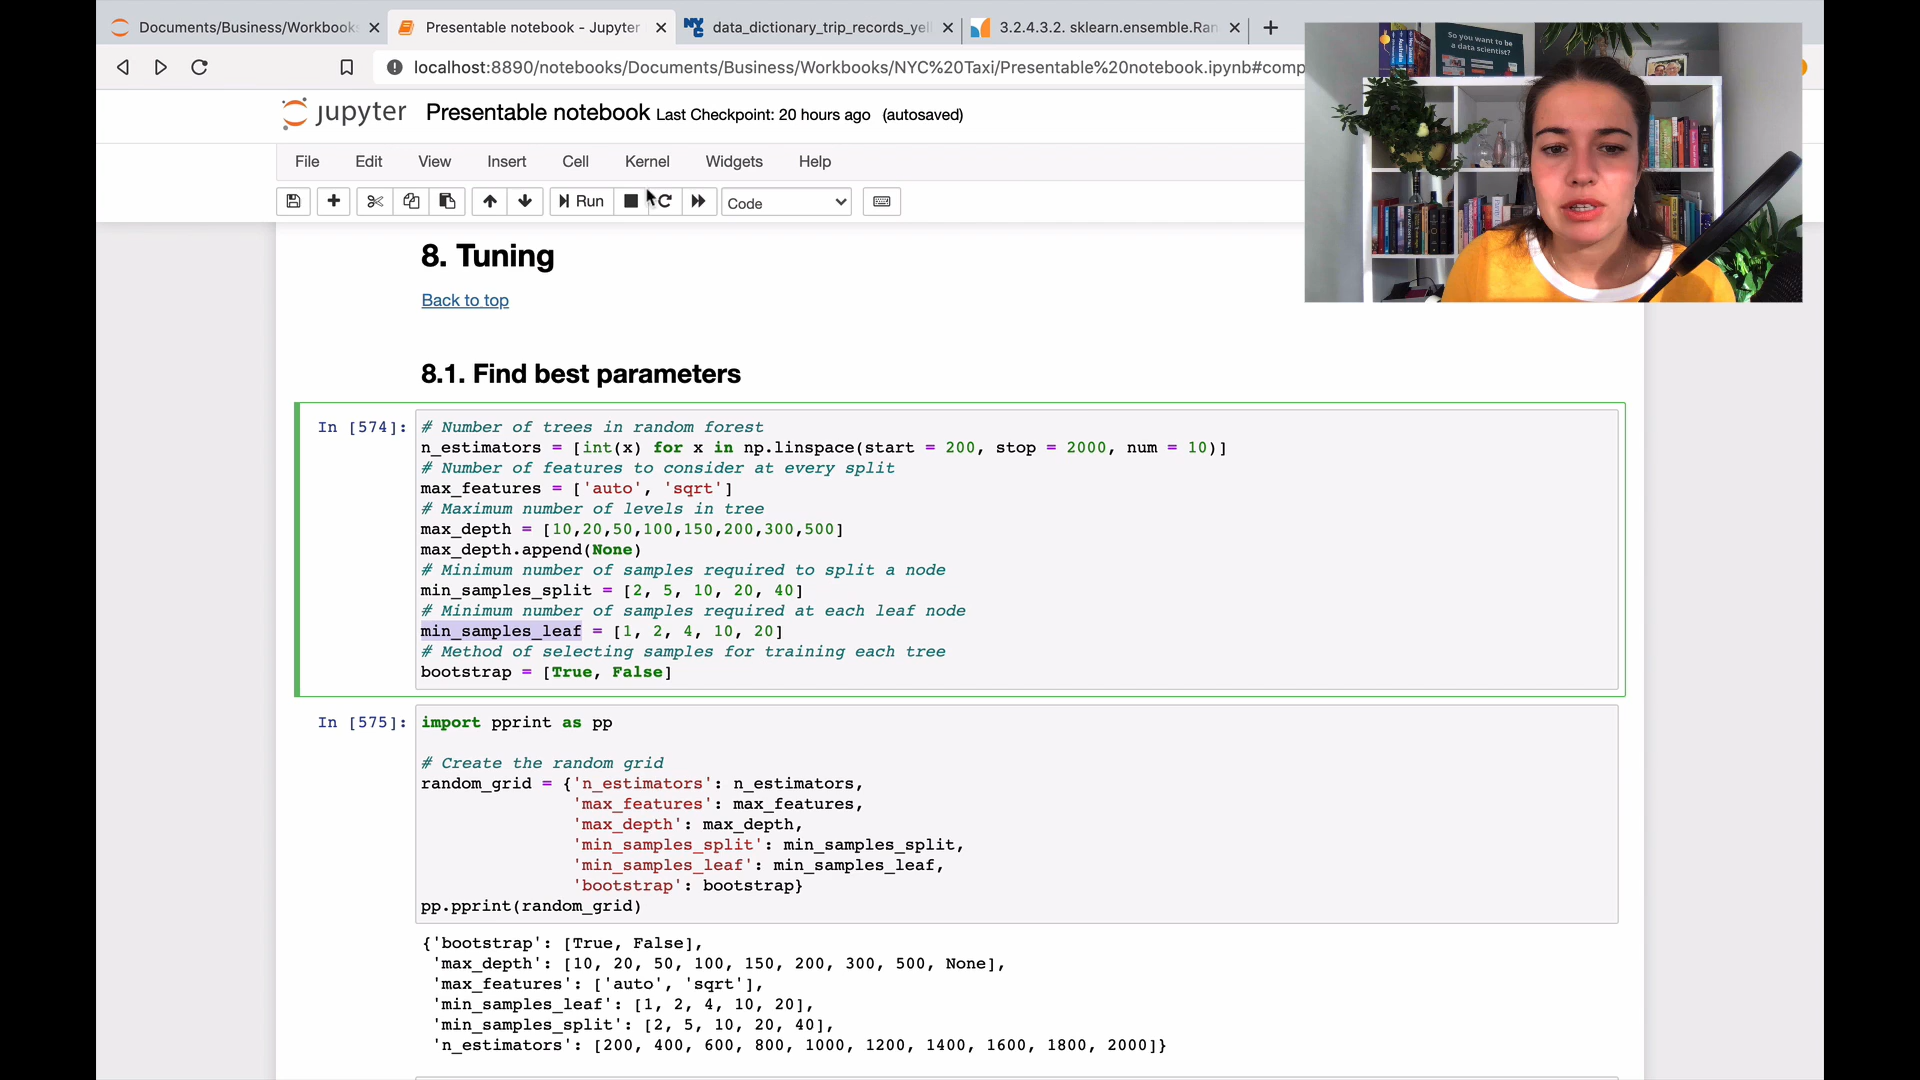 Documents/Business/Workbooks
Presentable notebook - Jupyter
NYC
data_dictionary_trip_records_yell
3.2.4.3.2. sklearn.ensemble.Ran
localhost:8890/notebooks/Documents/Business/Workbooks/NYC%20Taxi/Presentable%20notebook.ipynb#comp
So you want to be
a data scientist?
jupyter
Presentable notebook Last Checkpoint: 20 hours ago (autosaved)
File Edit View Insert Cell Kernel Widgets Help
Run
Code
8. Tuning
Back to top
8.1. Find best parameters
In [574]:
# Number of trees in random forest
n_estimators = [int(x) for x in np.linspace(start = 200, stop = 2000, num = 10)]
# Number of features to consider at every split
max_features = ['auto', 'sqrt']
# Maximum number of levels in tree
max_depth = [10,20,50,100,150,200,300,500]
max_depth.append(None)
# Minimum number of samples required to split a node
min_samples_split = [2, 5, 10, 20, 40]
# Minimum number of samples required at each leaf node
min_samples_leaf = [1, 2, 4, 10, 20]
# Method of selecting samples for training each tree
bootstrap = [True, False]
In [575]:
import pprint as pp
# Create the random grid
random_grid = {'n_estimators': n_estimators,
'max_features': max_features,
'max_depth': max_depth,
'min_samples_split': min_samples_split,
'min_samples_leaf': min_samples_leaf,
'bootstrap': bootstrap}
pp.pprint(random_grid)
{'bootstrap': [True, False],
'max_depth': [10, 20, 50, 100, 150, 200, 300, 500, None],
'max_features': ['auto', 'sqrt'],
'min_samples_leaf': [1, 2, 4, 10, 20],
'min_samples_split': [2, 5, 10, 20, 40],
'n_estimators': [200, 400, 600, 800, 1000, 1200, 1400, 1600, 1800, 2000]}